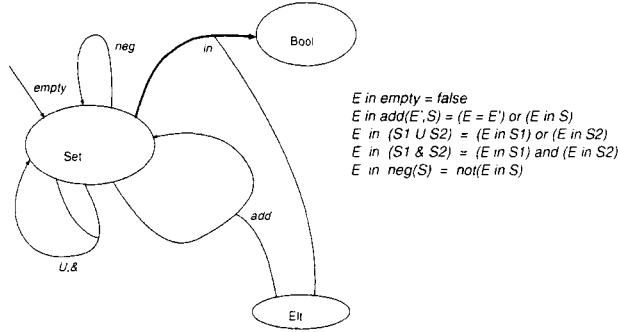 neg
in
Bool
empty
E in empty = false
E in add(E',S) = (E = E') or (E in S)
E in (S1 U S2) = (E in S1) or (E in S2)
E in (S1 & S2) = (E in S1) and (E in S2)
E in neg(S) = not(E in S)
Set
add
U,&
Elt